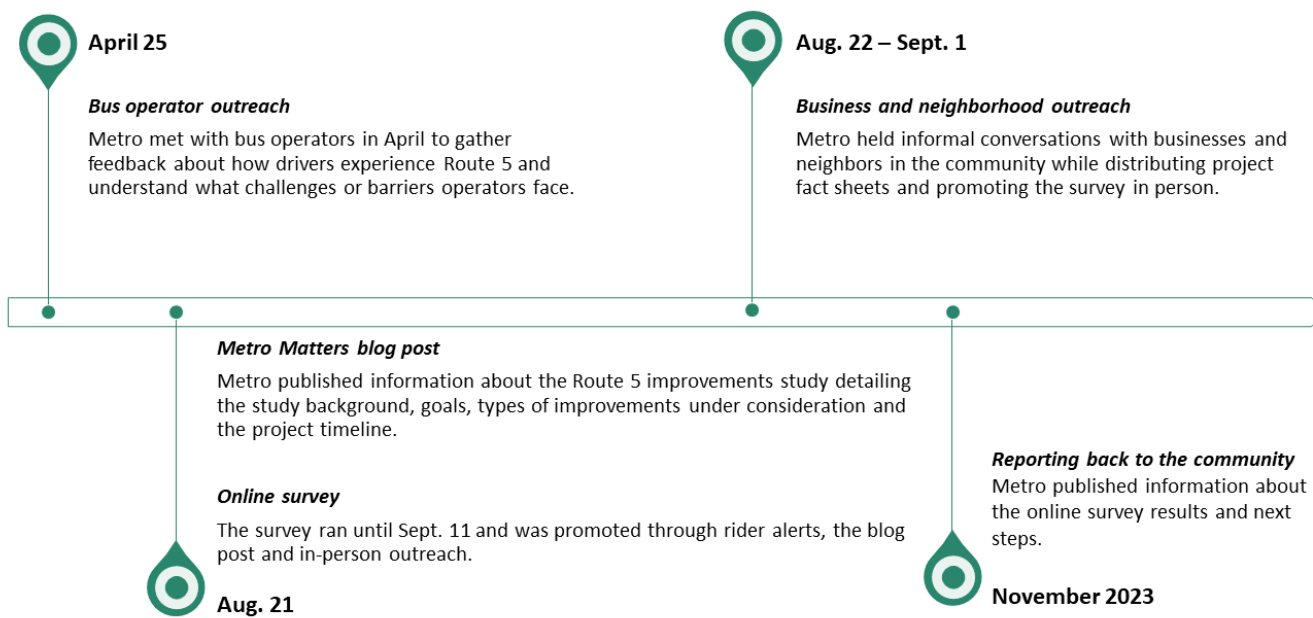 April 25
Bus operator outreach
Metro met with bus operators in April to gather
feedback about how drivers experience Route 5 and
understand what challenges or barriers operators face.
Aug. 22 – Sept. 1
Business and neighborhood outreach
Metro held informal conversations with businesses and
neighbors in the community while distributing project
fact sheets and promoting the survey in person.
Metro Matters blog post
Metro published information about the Route 5 improvements study detailing
the study background, goals, types of improvements under consideration and
the project timeline.
Online survey
The survey ran until Sept. 11 and was promoted through rider alerts, the blog
post and in-person outreach.
Aug. 21
Reporting back to the community
Metro published information about
the online survey results and next
steps.
November 2023